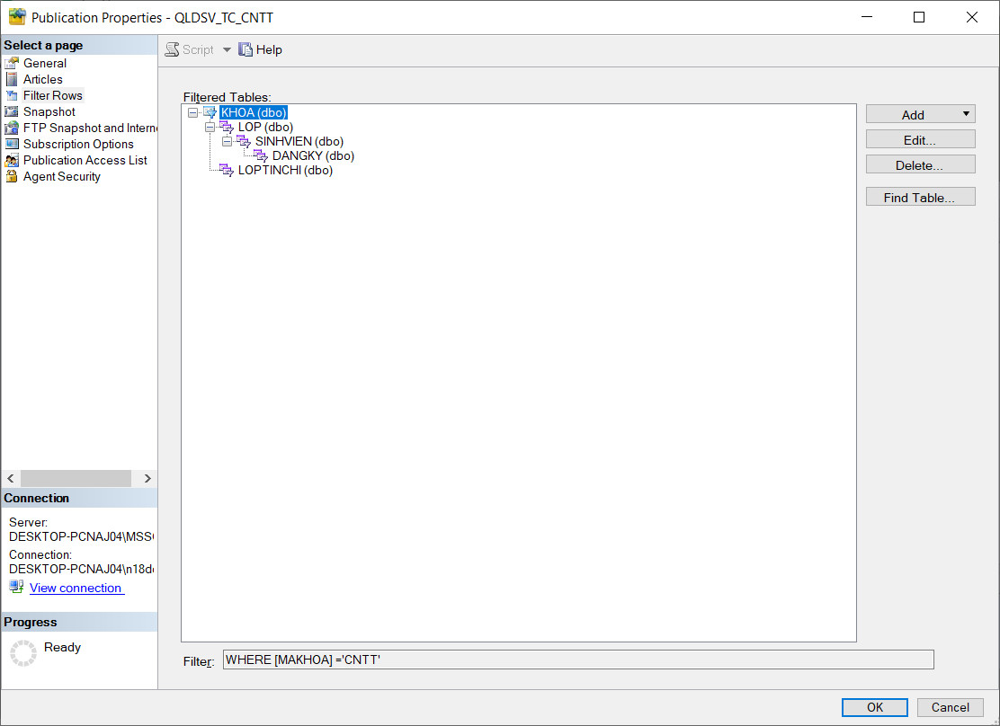 Publication Properties - QLDSV_TC_CNTT
Select a page
General
Articles
Filter Rows
Snapshot
FTP Snapshot and Intern
Subscription Options
Publication Access List
Agent Security
Script
Help
Filtered Tables:
KHOA (dbo)
LOP (dbo)
SINHVIEN (dbo)
DANGKY (dbo)
LOPTINCHI (dbo)
Add
Edit...
Delete...
Find Table...
Connection
Server:
DESKTOP-PCNAJ04\MSS
Connection:
DESKTOP-PCNAJ04\n18d
View connection
Progress
Ready
Filter: WHERE [MAKHOA] ='CNTT'
OK
Cancel